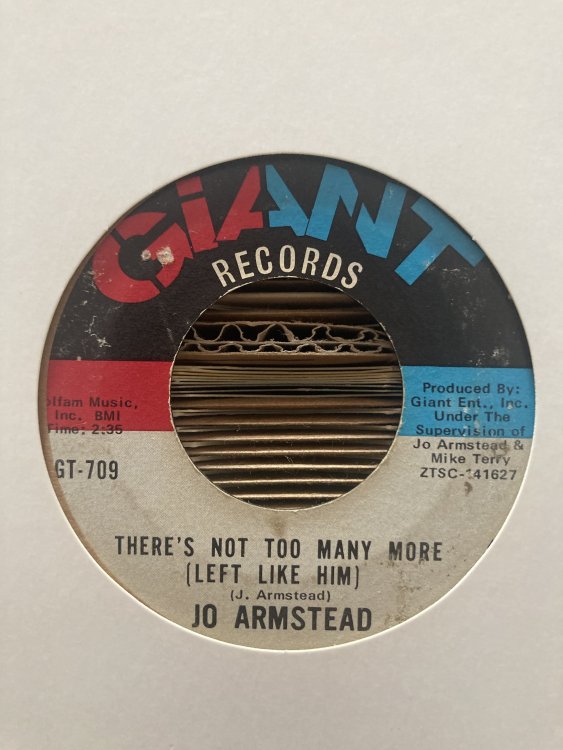 GiANT
RECORDS
lfam Music,
Inc. BMI
Time: 2:35
GT-709
Produced By:
Giant Ent., Inc.
Under The
Supervision of
Jo Armstead &
Mike Terry
ZTSC-141627
THERE'S NOT TOO MANY MORE
(LEFT LIKE HIM)
(J. Armstead)
JO ARMSTEAD